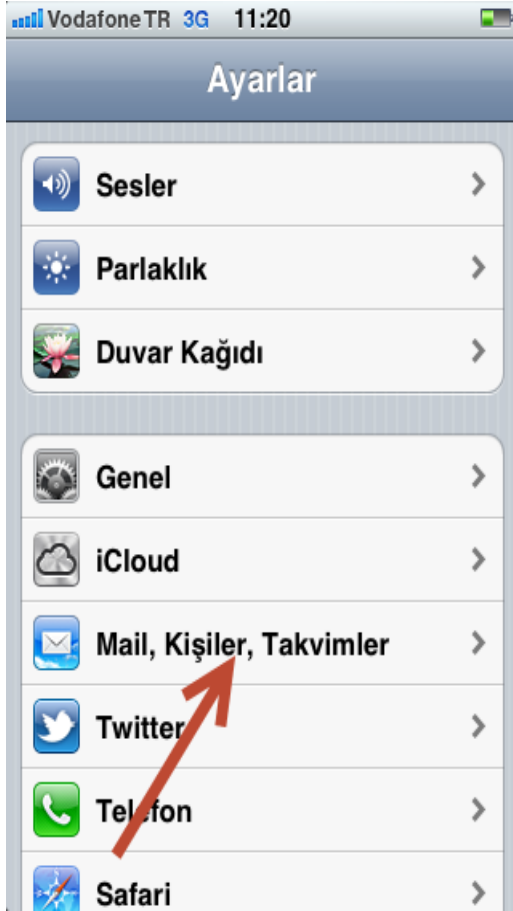 Vodafone TR 3G 11:20
Ayarlar
Sesler
Parlaklık
Duvar Kağıdı
Genel
iCloud
Mail, Kişiler, Takvimler
Twitter
Telefon
Safari